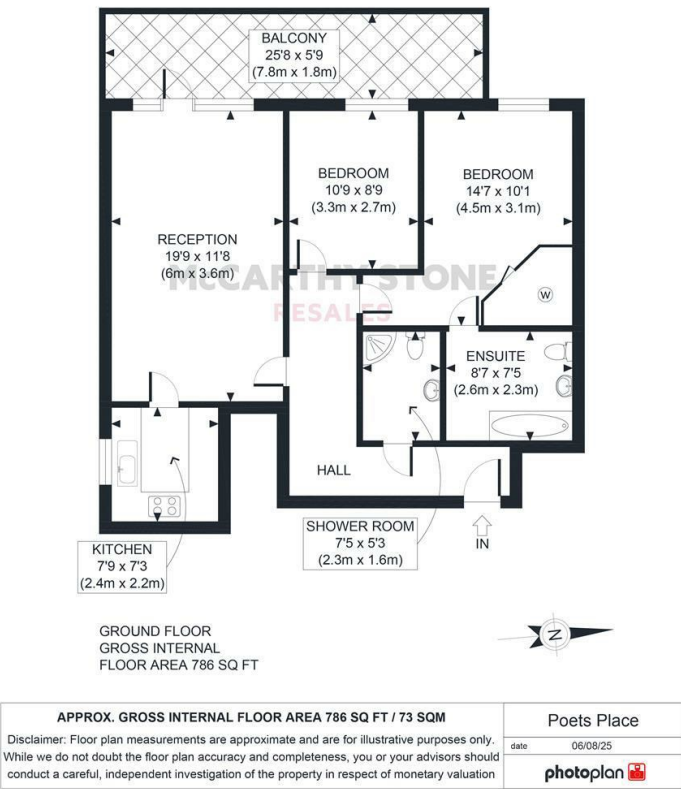 BALCONY
25'8 x 5'9
(7.8m x 1.8m)
BEDROOM
10'9 x 8'9
(3.3m x 2.7m)
BEDROOM
14'7 x 10'1
(4.5m x 3.1m)
RECEPTION
19'9 x 11'8
(6m x 3.6m)
McCARTHY STONE
RESALES
W
ENSUITE
8'7 x 7'5
(2.6m x 2.3m)
HALL
SHOWER ROOM
7'5 x 5'3
(2.3m x 1.6m)
IN
KITCHEN
7'9 x 7'3
(2.4m x 2.2m)
GROUND FLOOR
GROSS INTERNAL
FLOOR AREA 786 SQ FT
N
APPROX. GROSS INTERNAL FLOOR AREA 786 SQ FT / 73 SQM
Disclaimer: Floor plan measurements are approximate and are for illustrative purposes only.
While we do not doubt the floor plan accuracy and completeness, you or your advisors should
conduct a careful, independent investigation of the property in respect of monetary valuation
Poets Place
date 06/08/25
photoplan